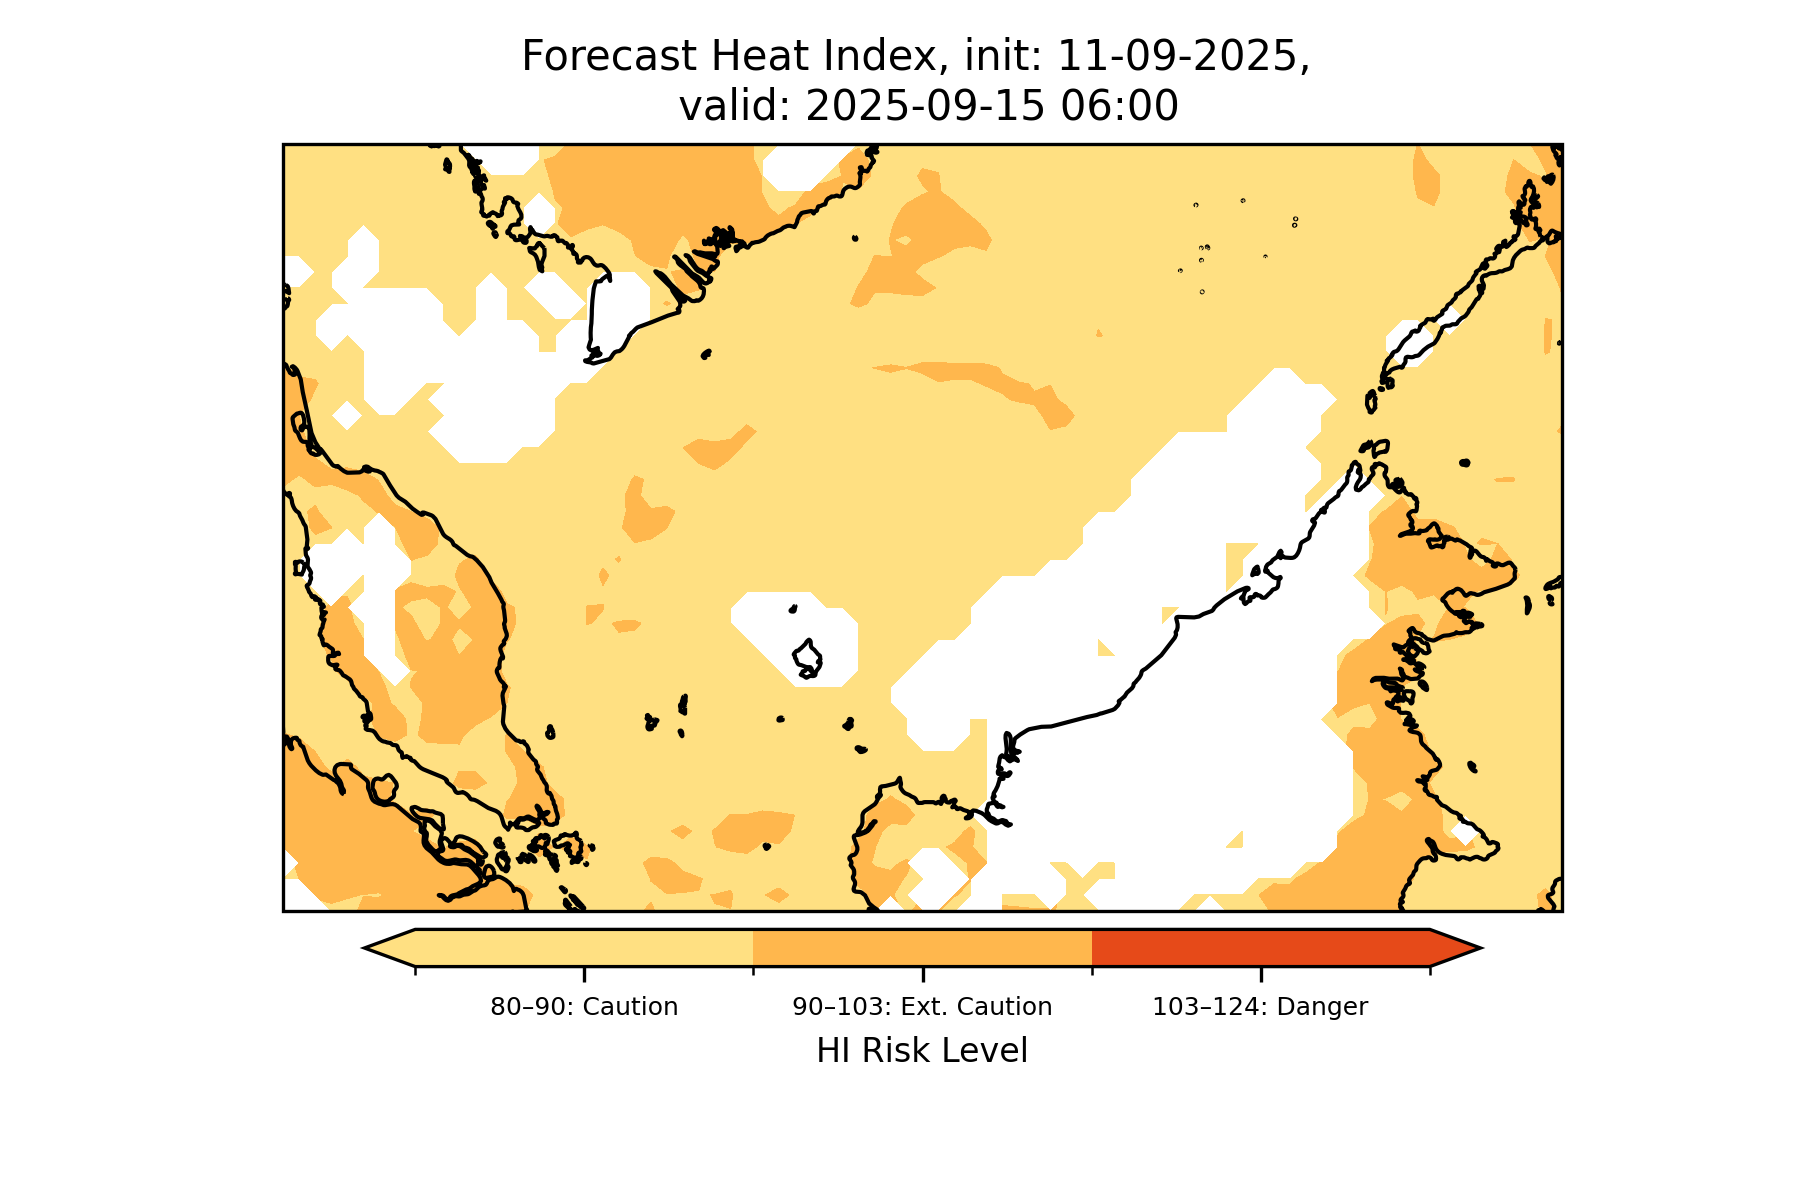 Forecast Heat Index, init: 11-09-2025,
valid: 2025-09-15 06:00
80–90: Caution
90–103: Ext. Caution
103–124: Danger
HI Risk Level